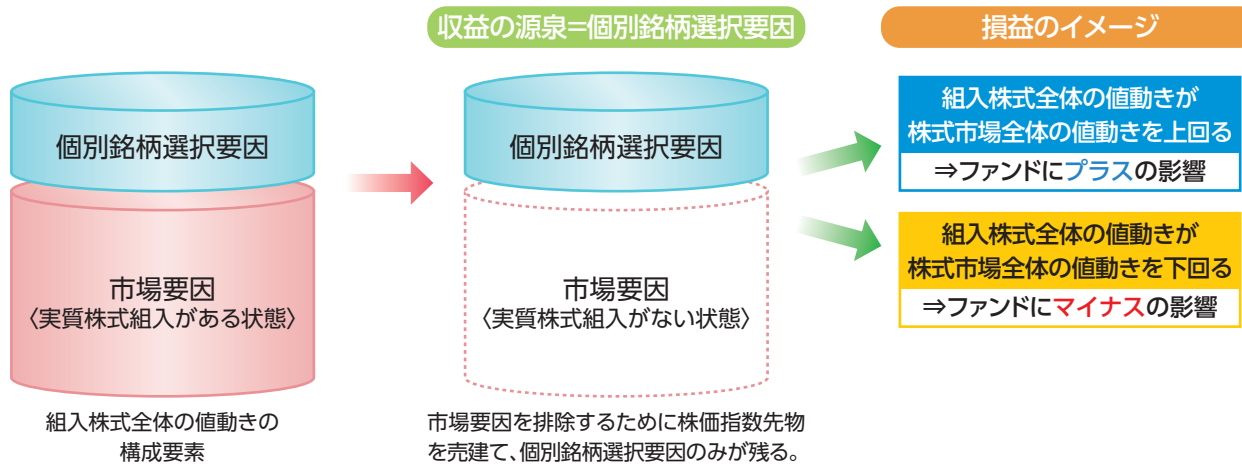 収益の源泉=個別銘柄選択要因
損益のイメージ
個別銘柄選択要因
市場要因
〈実質株式組入がある状態〉
組入株式全体の値動きの
構成要素
個別銘柄選択要因
市場要因
〈実質株式組入がない状態〉
市場要因を排除するために株価指数先物
を売建て、個別銘柄選択要因のみが残る。
組入株式全体の値動きが
株式市場全体の値動きを上回る
⇒ファンドにプラスの影響
組入株式全体の値動きが
株式市場全体の値動きを下回る
⇒ファンドにマイナスの影響